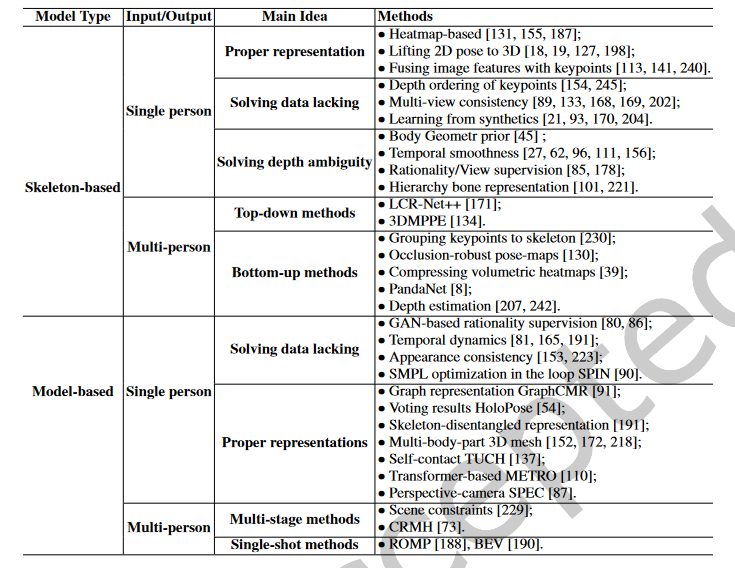 Model Type Input/Output Main Idea Methods
Skeleton-based
Single person
Proper representation
● Heatmap-based [131, 155, 187];
● Lifting 2D pose to 3D [18, 19, 127, 198];
● Fusing image features with keypoints [113, 141, 240].
Solving data lacking
● Depth ordering of keypoints [154, 245];
● Multi-view consistency [89, 133, 168, 169, 202];
● Learning from synthetics [21, 93, 170, 204].
Solving depth ambiguity
● Body Geometr prior [45] ;
● Temporal smoothness [27, 62, 96, 111, 156];
● Rationality/View supervision [85, 178];
● Hierarchy bone representation [101, 221].
Multi-person
Top-down methods
● LCR-Net++ [171];
● 3DMPPE [134].
Bottom-up methods
● Grouping keypoints to skeleton [230];
● Occlusion-robust pose-maps [130];
● Compressing volumetric heatmaps [39];
● PandaNet [8];
● Depth estimation [207, 242].
Model-based
Single person
Solving data lacking
● GAN-based rationality supervision [80, 86];
● Temporal dynamics [81, 165, 191];
● Appearance consistency [153, 223];
● SMPL optimization in the loop SPIN [90].
Proper representations
● Graph representation GraphCMR [91];
● Voting results HoloPose [54];
● Skeleton-disentangled representation [191];
● Multi-body-part 3D mesh [152, 172, 218];
● Self-contact TUCH [137];
● Transformer-based METRO [110];
● Perspective-camera SPEC [87].
Multi-person
Multi-stage methods
● Scene constraints [229];
● CRMH [73].
Single-shot methods
● ROMP [188], BEV [190].
cepted